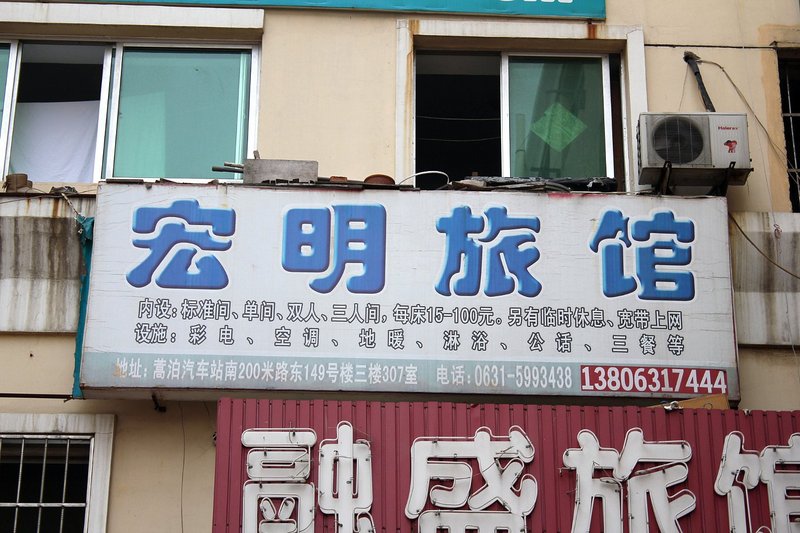 Haier
宏明旅馆
内设:标准间、单间、双人、三人间,每床15-100元。另有临时休息、宽带上网
设施:彩电、空调、地暖、淋浴、公话、三餐等
地址:蒿泊汽车站南200米路东149号楼三楼307室 电话:0631-5993438 13806317444
融盛旅馆